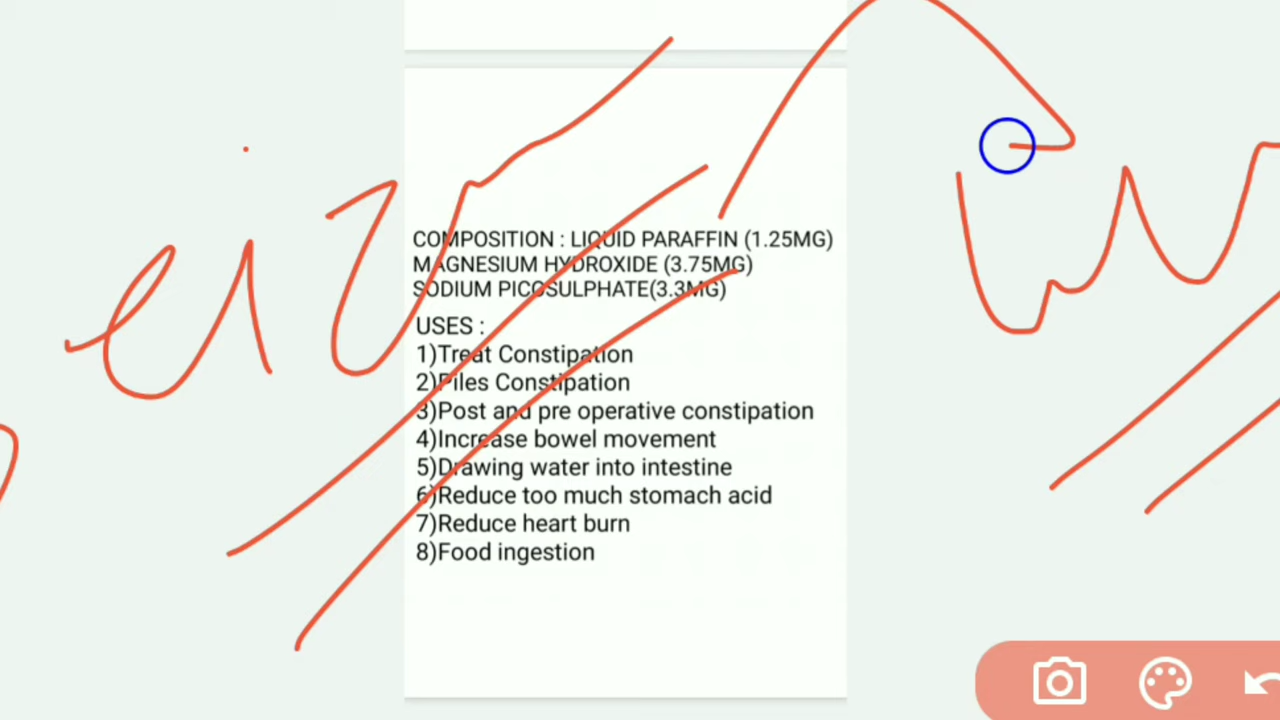 COMPOSITION : LIQUID PARAFFIN (1.25MG)
MAGNESIUM HYDROXIDE (3.75MG)
SODIUM PICOSULPHATE(3.3MG)
USES :
1)Treat Constipation
2)Piles Constipation
3)Post and pre operative constipation
4)Increase bowel movement
5)Drawing water into intestine
6)Reduce too much stomach acid
7)Reduce heart burn
8)Food ingestion